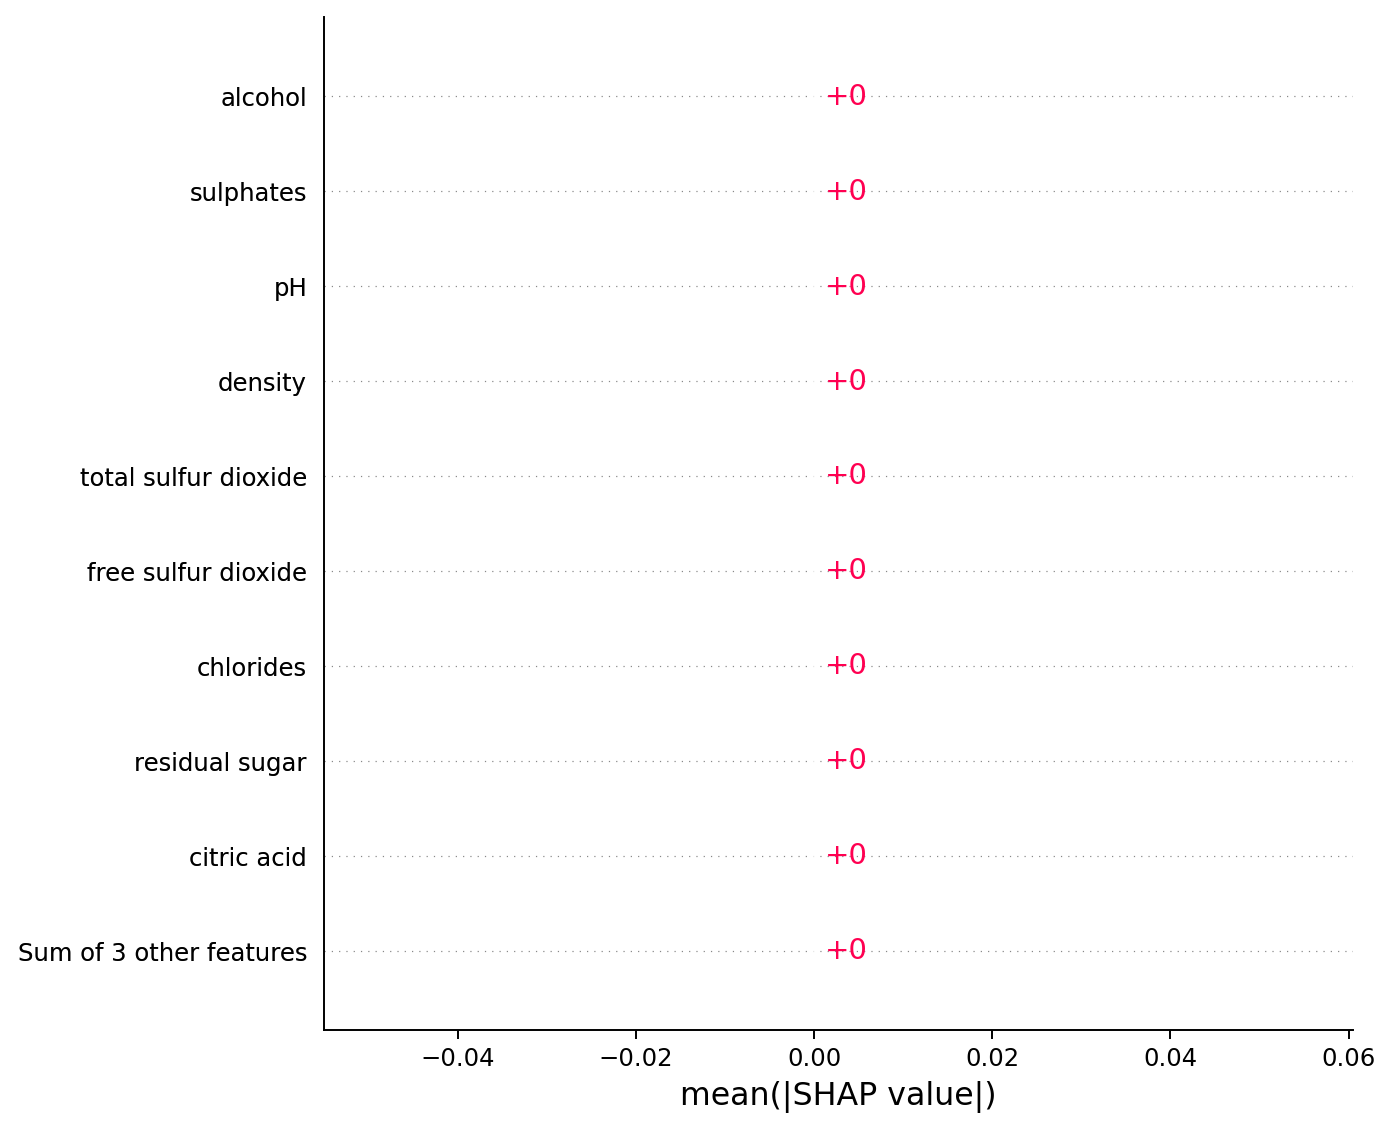 alcohol +0
sulphates +0
pH +0
density +0
total sulfur dioxide +0
free sulfur dioxide +0
chlorides +0
residual sugar +0
citric acid +0
Sum of 3 other features +0
−0.04 −0.02 0.00 0.02 0.04 0.06
mean(|SHAP value|)